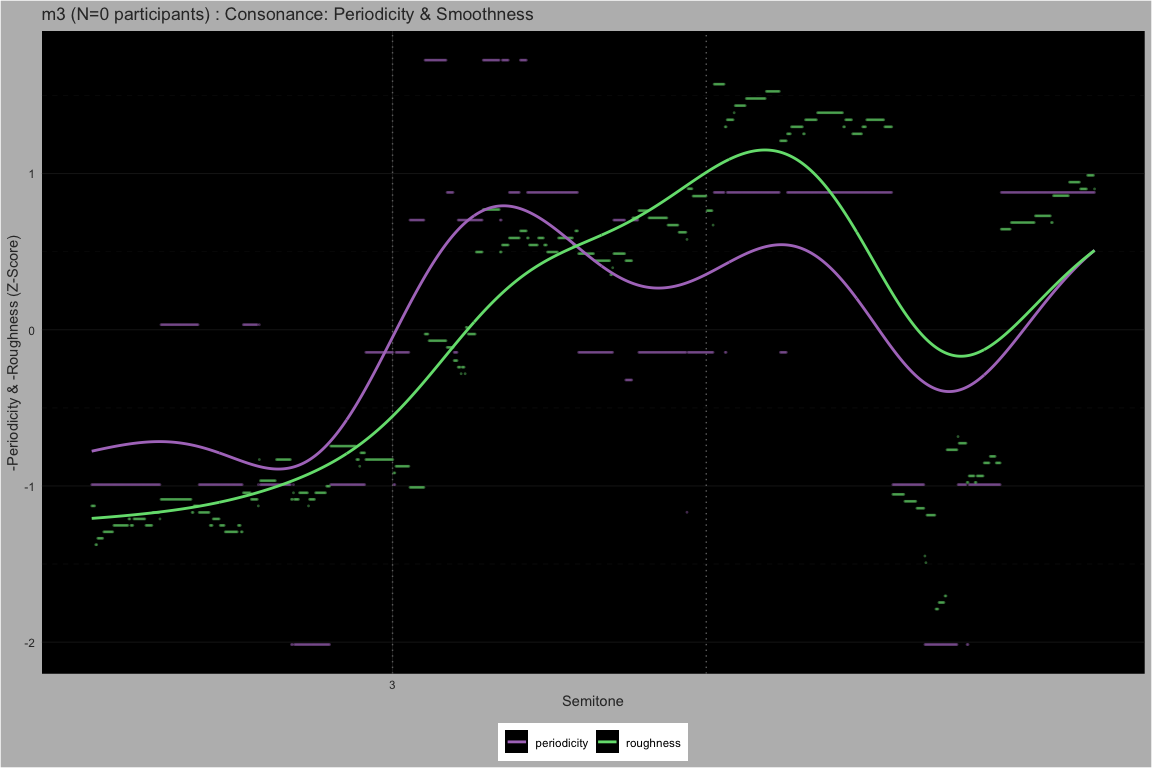 m3 (N=0 participants) : Consonance: Periodicity & Smoothness
-Periodicity & -Roughness (Z-Score)
1
0
-1
-2
3
Semitone
periodicity
roughness